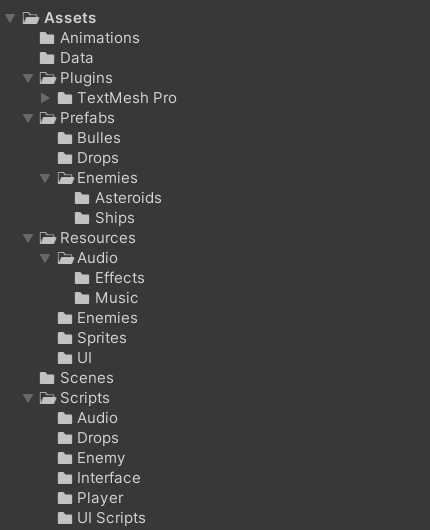 Assets
Animations
Data
Plugins
TextMesh Pro
Prefabs
Bulles
Drops
Enemies
Asteroids
Ships
Resources
Audio
Effects
Music
Enemies
Sprites
UI
Scenes
Scripts
Audio
Drops
Enemy
Interface
Player
UI Scripts